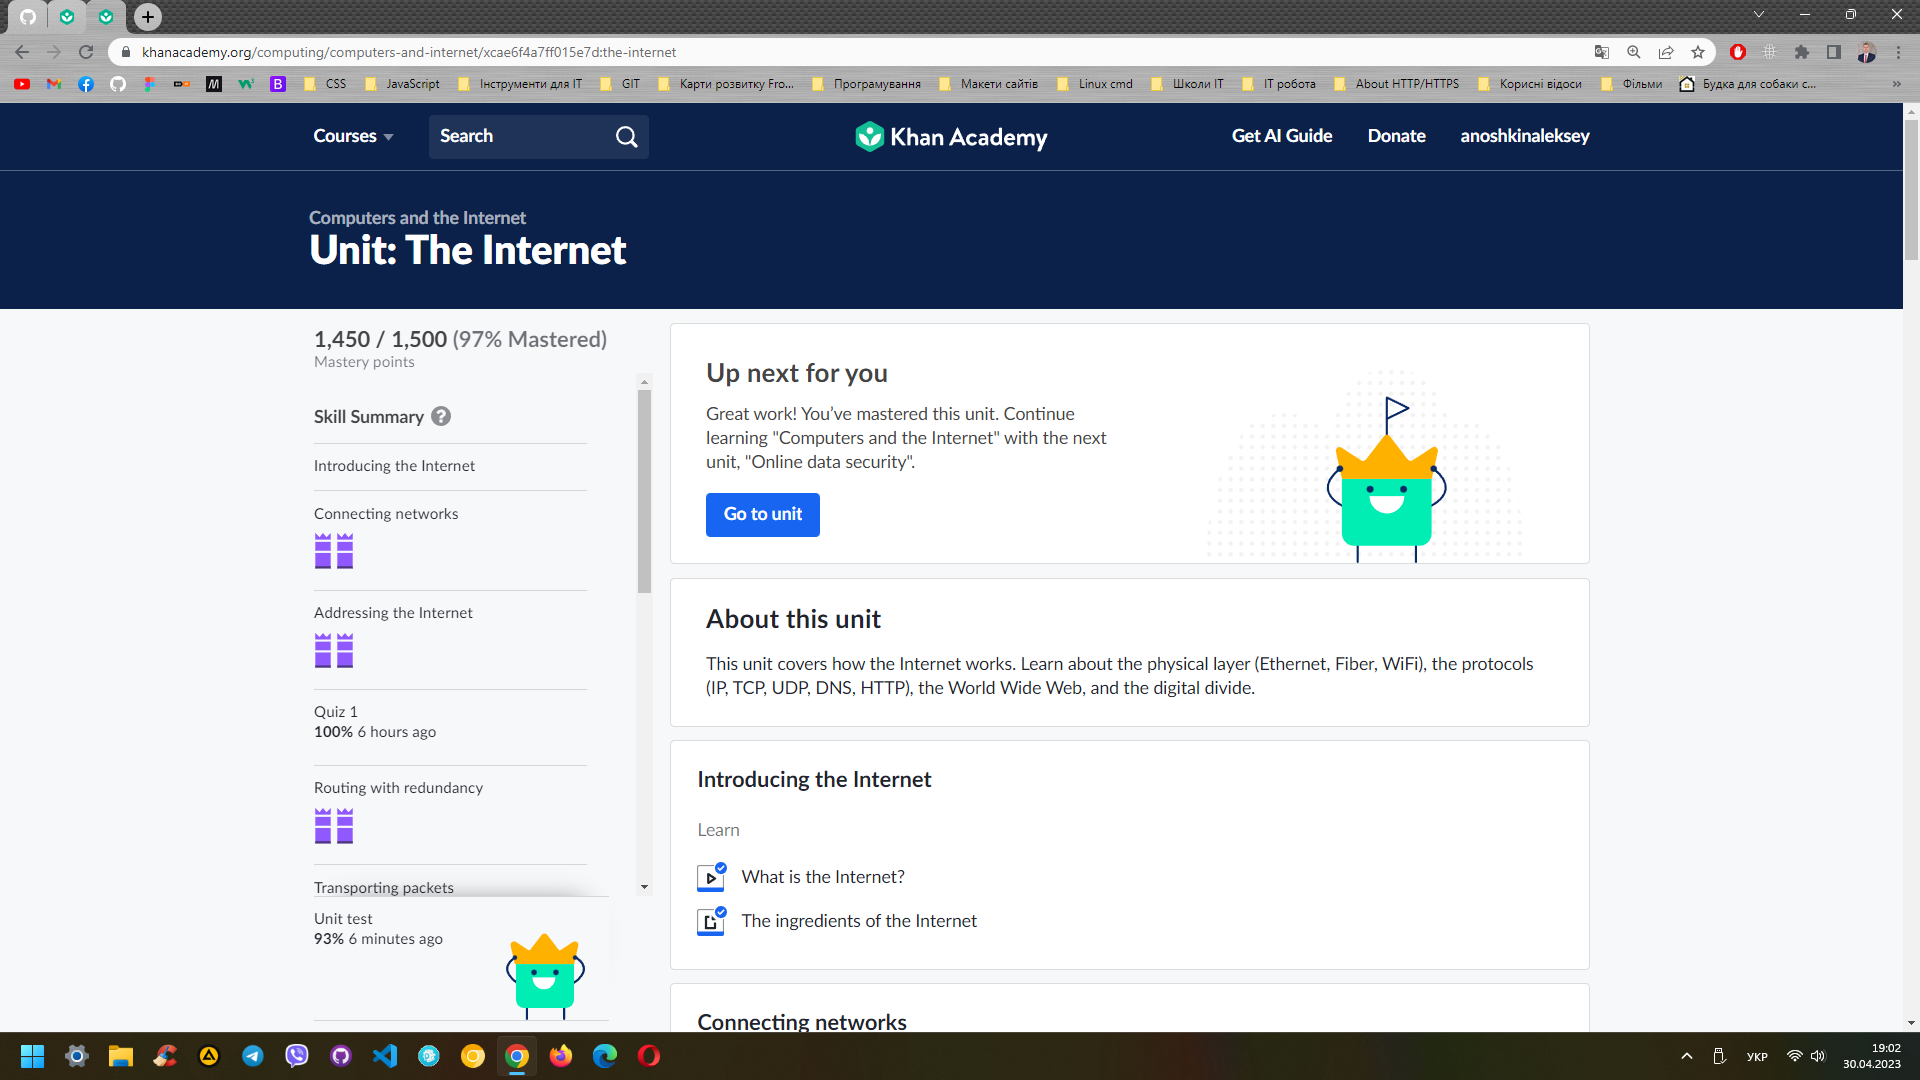 khanacademy.org/computing/computers-and-internet/xcae6f4a7ff015e7d:the-internet
CSS
JavaScript
Інструменти для IT
GIT
Карти розвитку Fro...
Програмування
Макети сайтів
Linux cmd
Школи IT
IT робота
About HTTP/HTTPS
Корисні відоси
Фільми
Будка для собаки с...
Courses
Search
Khan Academy
Get AI Guide
Donate
anoshkinaleksey
Computers and the Internet
Unit: The Internet
1,450 / 1,500 (97% Mastered)
Mastery points
Skill Summary
Introducing the Internet
Connecting networks
Addressing the Internet
Quiz 1
100% 6 hours ago
Routing with redundancy
Transporting packets
Unit test
93% 6 minutes ago
Up next for you
Great work! You’ve mastered this unit. Continue
learning "Computers and the Internet" with the next
unit, "Online data security".
Go to unit
About this unit
This unit covers how the Internet works. Learn about the physical layer (Ethernet, Fiber, WiFi), the protocols
(IP, TCP, UDP, DNS, HTTP), the World Wide Web, and the digital divide.
Introducing the Internet
Learn
What is the Internet?
The ingredients of the Internet
Connecting networks
УКР
19:02
30.04.2023